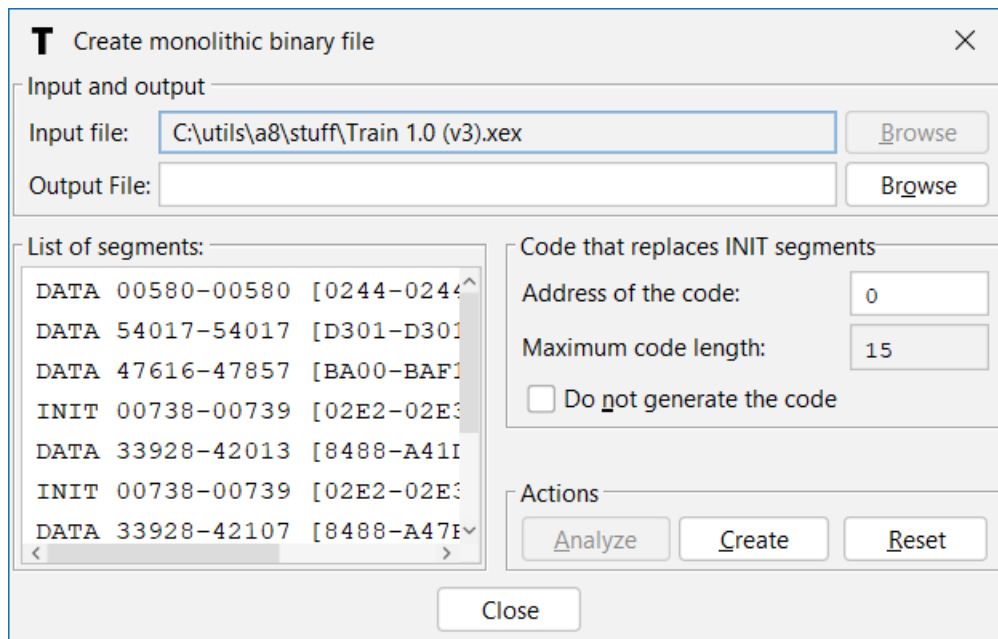 T Create monolithic binary file
Input and output
Input file: C:\utils\a8\stuff\Train 1.0 (v3).xex Browse
Output File: Browse
List of segments:
DATA 00580-00580 [0244-0244
DATA 54017-54017 [D301-D301
DATA 47616-47857 [BA00-BAF1
INIT 00738-00739 [02E2-02E3
DATA 33928-42013 [8488-A41D
INIT 00738-00739 [02E2-02E3
DATA 33928-42107 [8488-A47B
Code that replaces INIT segments
Address of the code: 0
Maximum code length: 15
Do not generate the code
Actions
Analyze Create Reset
Close